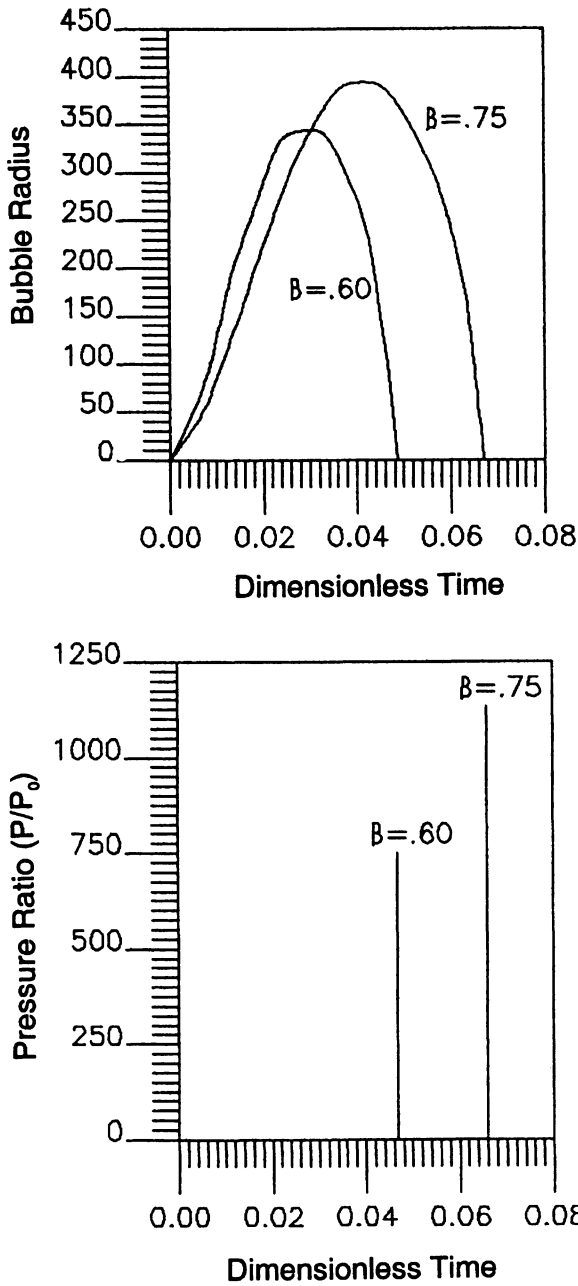 450
400
350
300
250
200
150
100
50
0
Bubble Radius
β=.75
β=.60
0.00 0.02 0.04 0.06 0.08
Dimensionless Time
1250
1000
750
500
250
0
Pressure Ratio (P/P₀)
β=.75
β=.60
0.00 0.02 0.04 0.06 0.08
Dimensionless Time